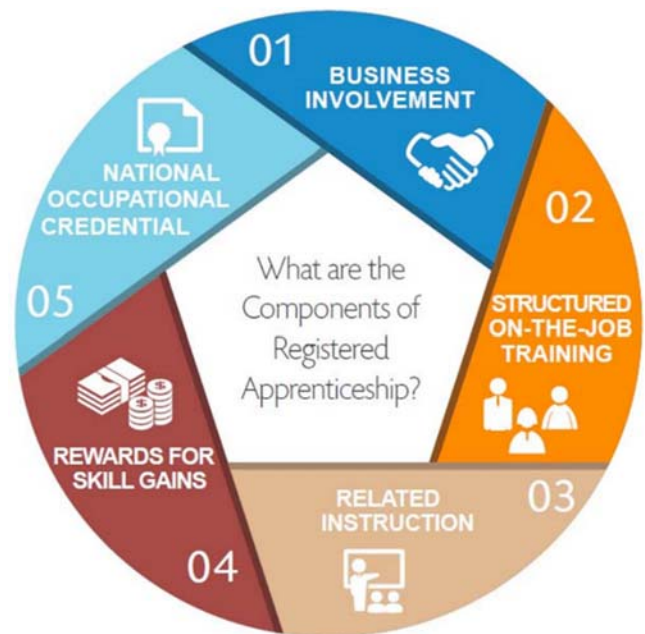 What are the
Components of
Registered
Apprenticeship?
01
BUSINESS
INVOLVEMENT
02
STRUCTURED
ON-THE-JOB
TRAINING
03
RELATED
INSTRUCTION
04
REWARDS FOR
SKILL GAINS
05
NATIONAL
OCCUPATIONAL
CREDENTIAL